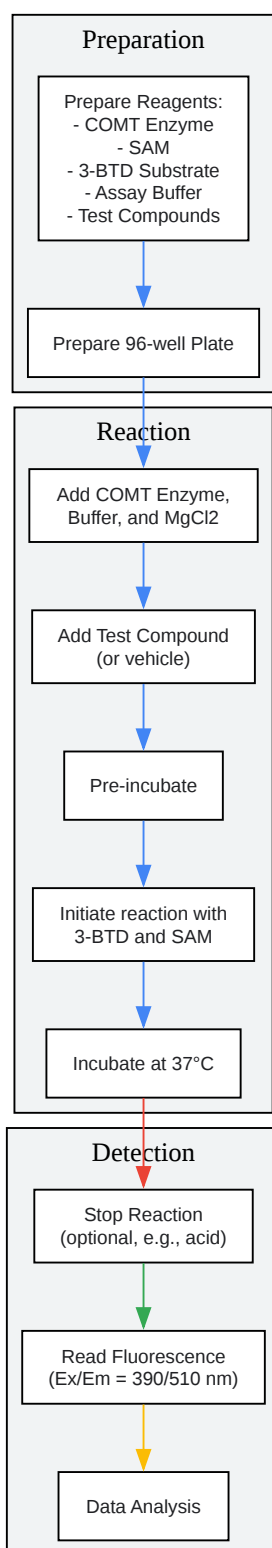 Preparation
Prepare Reagents:
- COMT Enzyme
- SAM
- 3-BTD Substrate
- Assay Buffer
- Test Compounds
Prepare 96-well Plate
Reaction
Add COMT Enzyme,
Buffer, and MgCl2
Add Test Compound
(or vehicle)
Pre-incubate
Initiate reaction with
3-BTD and SAM
Incubate at 37°C
Detection
Stop Reaction
(optional, e.g., acid)
Read Fluorescence
(Ex/Em = 390/510 nm)
Data Analysis